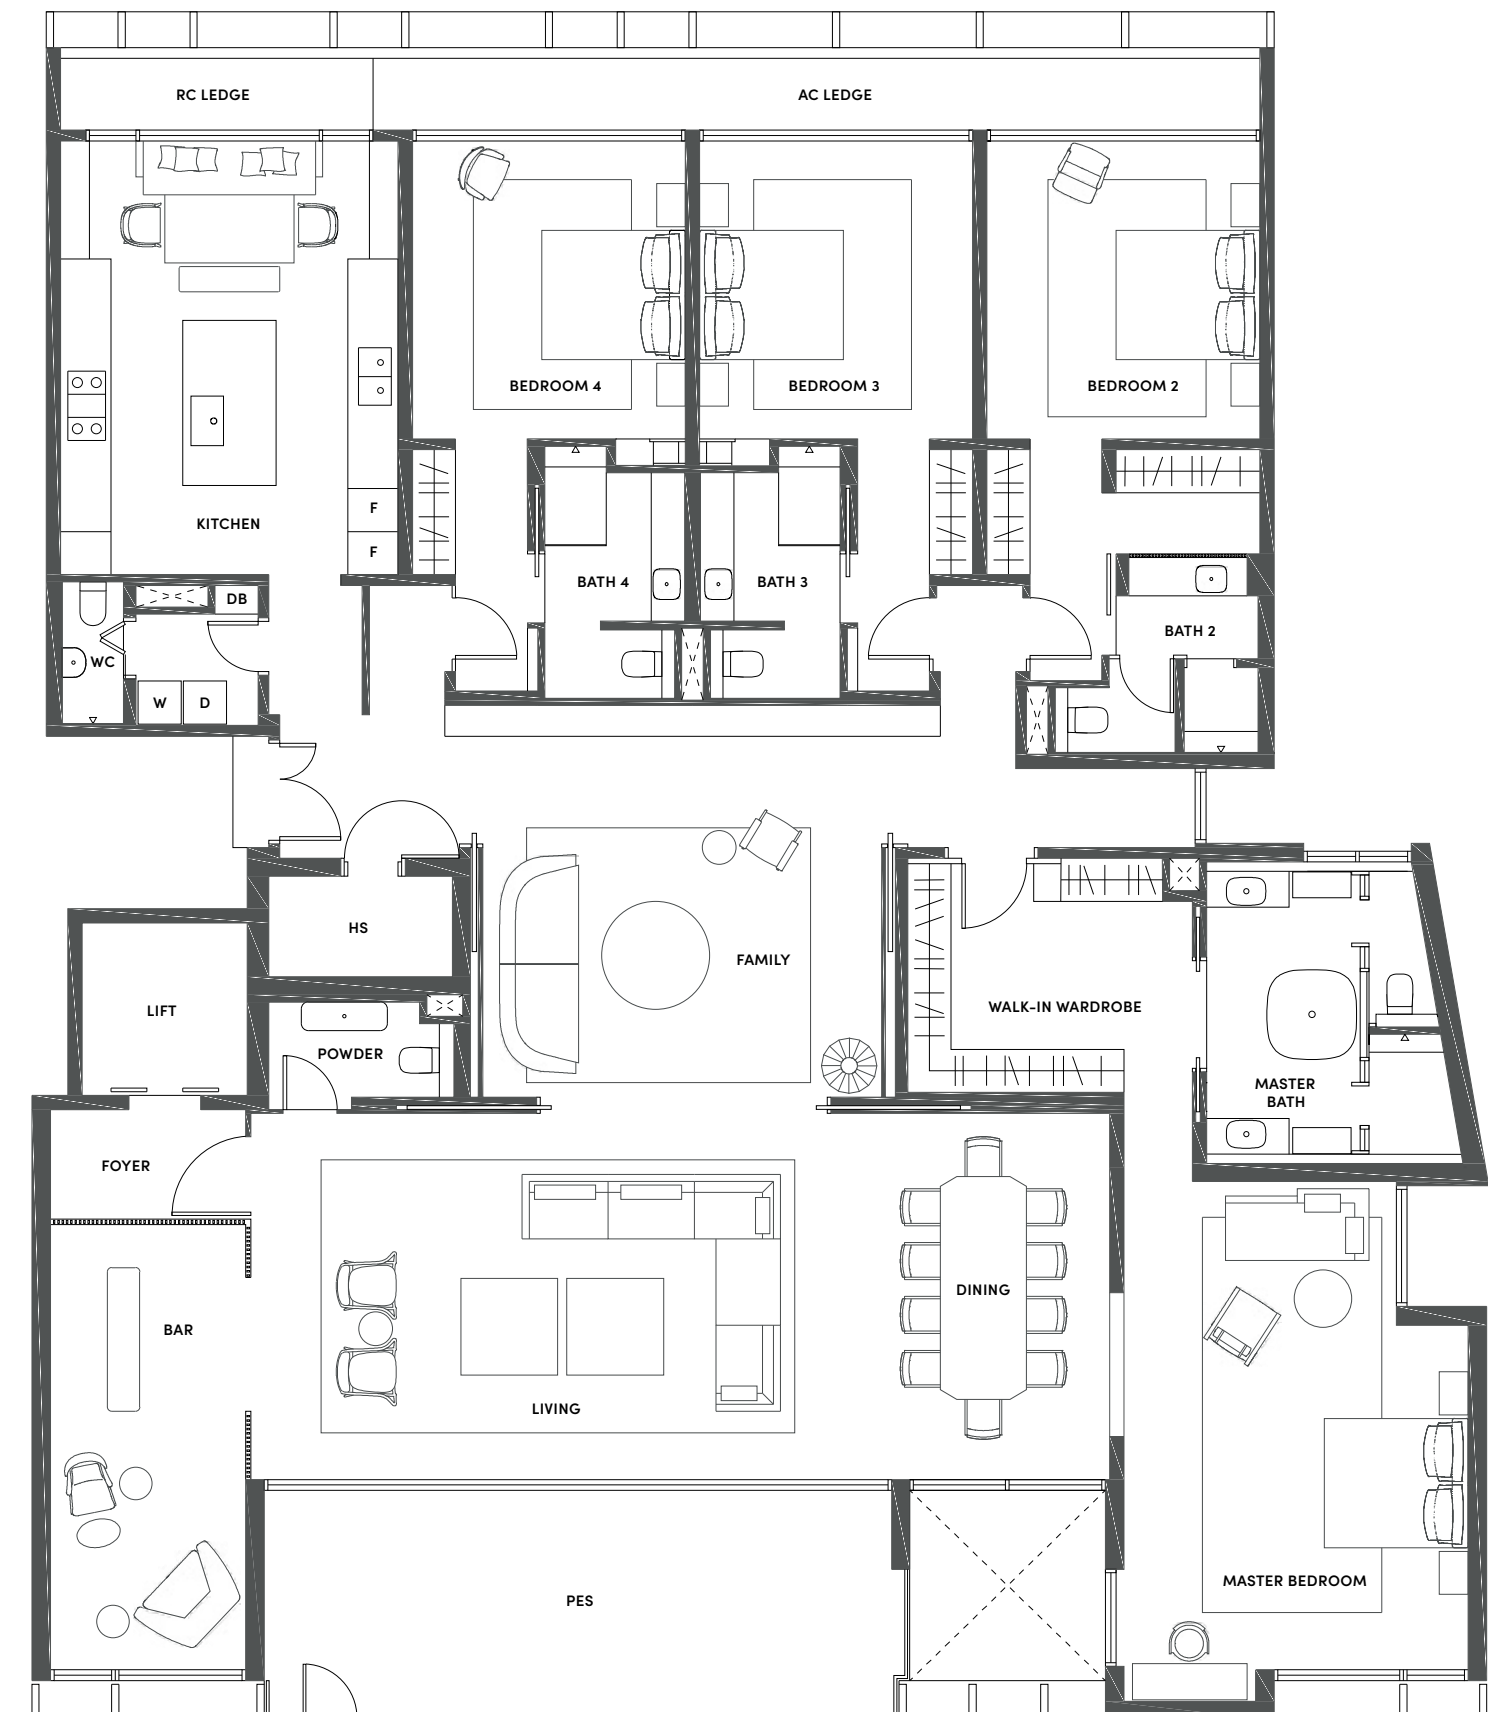 RC LEDGE
AC LEDGE
BEDROOM 4
BEDROOM 3
BEDROOM 2
F
KITCHEN
F
BATH 4
BATH 3
DB
BATH 2
WC
W
D
HS
FAMILY
LIFT
WALK-IN WARDROBE
POWDER
MASTER
BATH
FOYER
DINING
BAR
LIVING
MASTER BEDROOM
PES